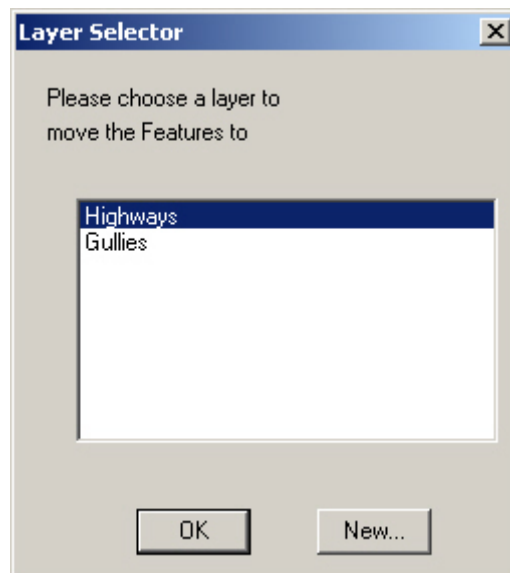 Layer Selector
Please choose a layer to
move the Features to
Highways
Gullies
OK
New...